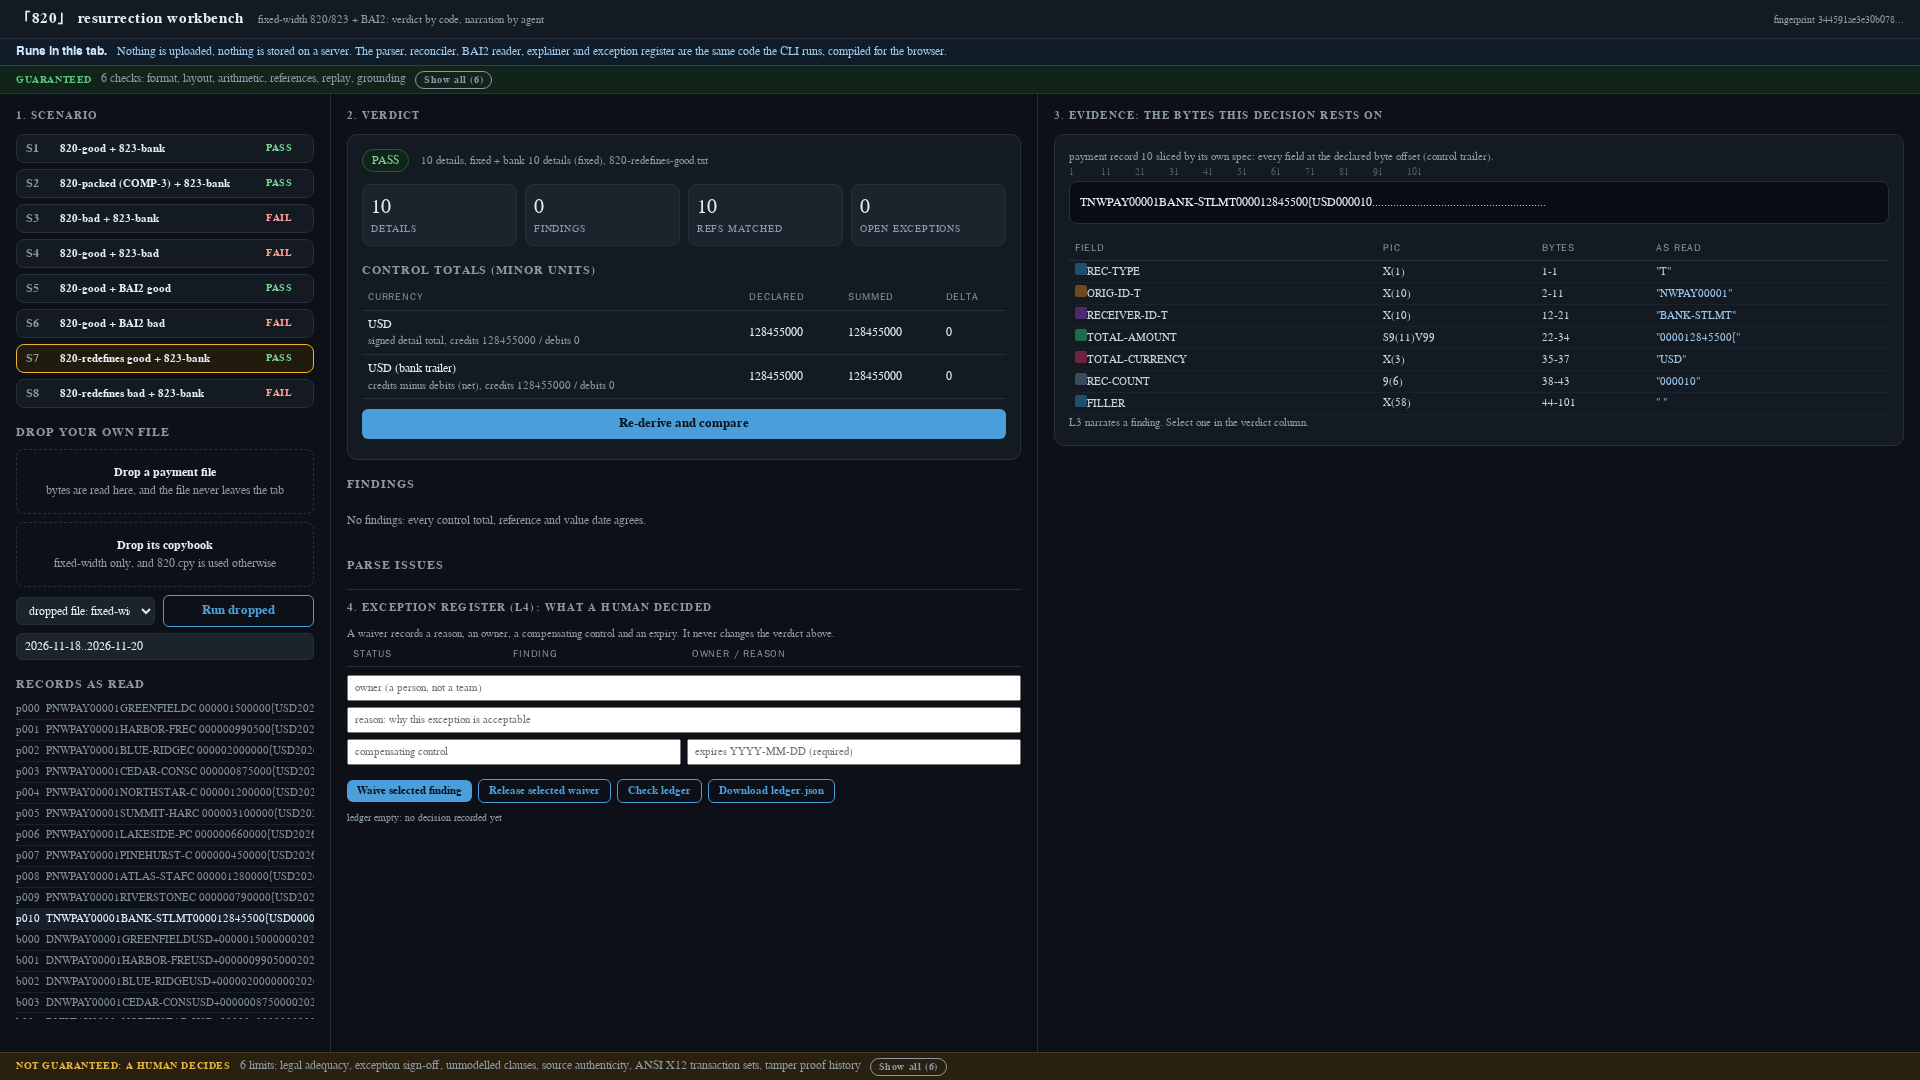 「820」 resurrection workbench
fixed-width 820/823 + BAI2: verdict by code, narration by agent
fingerprint 344591ae3e30b078...
Runs in this tab. Nothing is uploaded, nothing is stored on a server. The parser, reconciler, BAI2 reader, explainer and exception register are the same code the CLI runs, compiled for the browser.
GUARANTEED 6 checks: format, layout, arithmetic, references, replay, grounding Show all (6)
1. SCENARIO
S1 820-good + 823-bank PASS
S2 820-packed (COMP-3) + 823-bank PASS
S3 820-bad + 823-bank FAIL
S4 820-good + 823-bad FAIL
S5 820-good + BAI2 good PASS
S6 820-good + BAI2 bad FAIL
S7 820-redefines good + 823-bank PASS
S8 820-redefines bad + 823-bank FAIL
DROP YOUR OWN FILE
Drop a payment file
bytes are read here, and the file never leaves the tab
Drop its copybook
fixed-width only, and 820.cpy is used otherwise
dropped file: fixed-wi
Run dropped
2026-11-18..2026-11-20
RECORDS AS READ
p000 PNWPAY00001GREENFIELDC 000001500000{USD202
p001 PNWPAY00001HARBOR-FREC 000000990500{USD202
p002 PNWPAY00001BLUE-RIDGEC 000002000000{USD202
p003 PNWPAY00001CEDAR-CONSC 000000875000{USD202
p004 PNWPAY00001NORTHSTAR-C 000001200000{USD202
p005 PNWPAY00001SUMMIT-HARC 000003100000{USD202
p006 PNWPAY00001LAKESIDE-PC 000000660000{USD2026
p007 PNWPAY00001PINEHURST-C 000000450000{USD2026
p008 PNWPAY00001ATLAS-STAFC 000001280000{USD202
p009 PNWPAY00001RIVERSTONEC 000000790000{USD202
p010 TNWPAY00001BANK-STLMT000012845500{USD0000
b000 DNWPAY00001GREENFIELDUSD+0000015000000202
b001 DNWPAY00001HARBOR-FREUSD+0000009905000202
b002 DNWPAY00001BLUE-RIDGEUSD+0000020000000202
b003 DNWPAY00001CEDAR-CONSUSD+0000008750000202
2. VERDICT
PASS 10 details, fixed + bank 10 details (fixed), 820-redefines-good.txt
10 0 10 0
DETAILS FINDINGS REFS MATCHED OPEN EXCEPTIONS
CONTROL TOTALS (MINOR UNITS)
CURRENCY DECLARED SUMMED DELTA
USD
signed detail total, credits 128455000 / debits 0
128455000 128455000 0
USD (bank trailer)
credits minus debits (net), credits 128455000 / debits 0
128455000 128455000 0
Re-derive and compare
FINDINGS
No findings: every control total, reference and value date agrees.
PARSE ISSUES
4. EXCEPTION REGISTER (L4): WHAT A HUMAN DECIDED
A waiver records a reason, an owner, a compensating control and an expiry. It never changes the verdict above.
STATUS FINDING OWNER / REASON
owner (a person, not a team)
reason: why this exception is acceptable
compensating control
expires YYYY-MM-DD (required)
Waive selected finding
Release selected waiver
Check ledger
Download ledger.json
ledger empty: no decision recorded yet
3. EVIDENCE: THE BYTES THIS DECISION RESTS ON
payment record 10 sliced by its own spec: every field at the declared byte offset (control trailer).
1 11 21 31 41 51 61 71 81 91 101
TNWPAY00001BANK-STLMT000012845500{USD000010..........................................................
FIELD PIC BYTES AS READ
REC-TYPE X(1) 1-1 "T"
ORIG-ID-T X(10) 2-11 "NWPAY00001"
RECEIVER-ID-T X(10) 12-21 "BANK-STLMT"
TOTAL-AMOUNT S9(11)V99 22-34 "000012845500{"
TOTAL-CURRENCY X(3) 35-37 "USD"
REC-COUNT 9(6) 38-43 "000010"
FILLER X(58) 44-101 " "
L3 narrates a finding. Select one in the verdict column.
NOT GUARANTEED: A HUMAN DECIDES 6 limits: legal adequacy, exception sign-off, unmodelled clauses, source authenticity, ANSI X12 transaction sets, tamper proof history Show all (6)